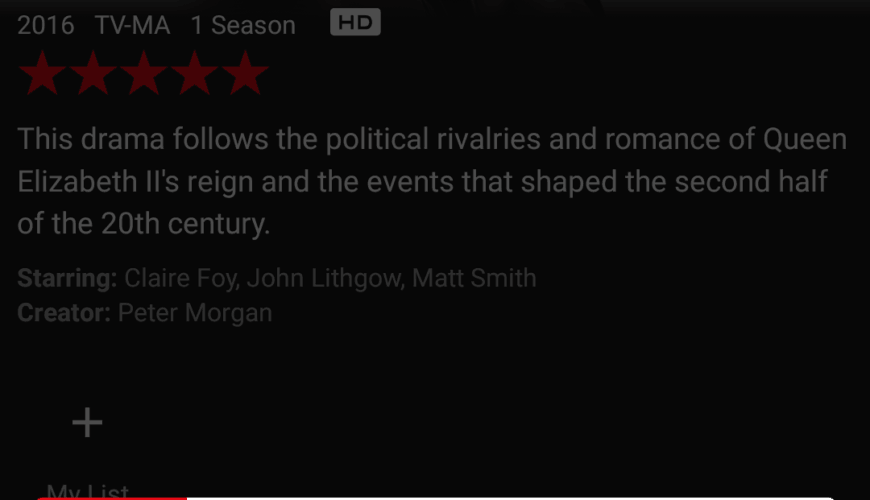 2016 TV-MA 1 Season HD
This drama follows the political rivalries and romance of Queen
Elizabeth II's reign and the events that shaped the second half
of the 20th century.
Starring: Claire Foy, John Lithgow, Matt Smith
Creator: Peter Morgan
My List